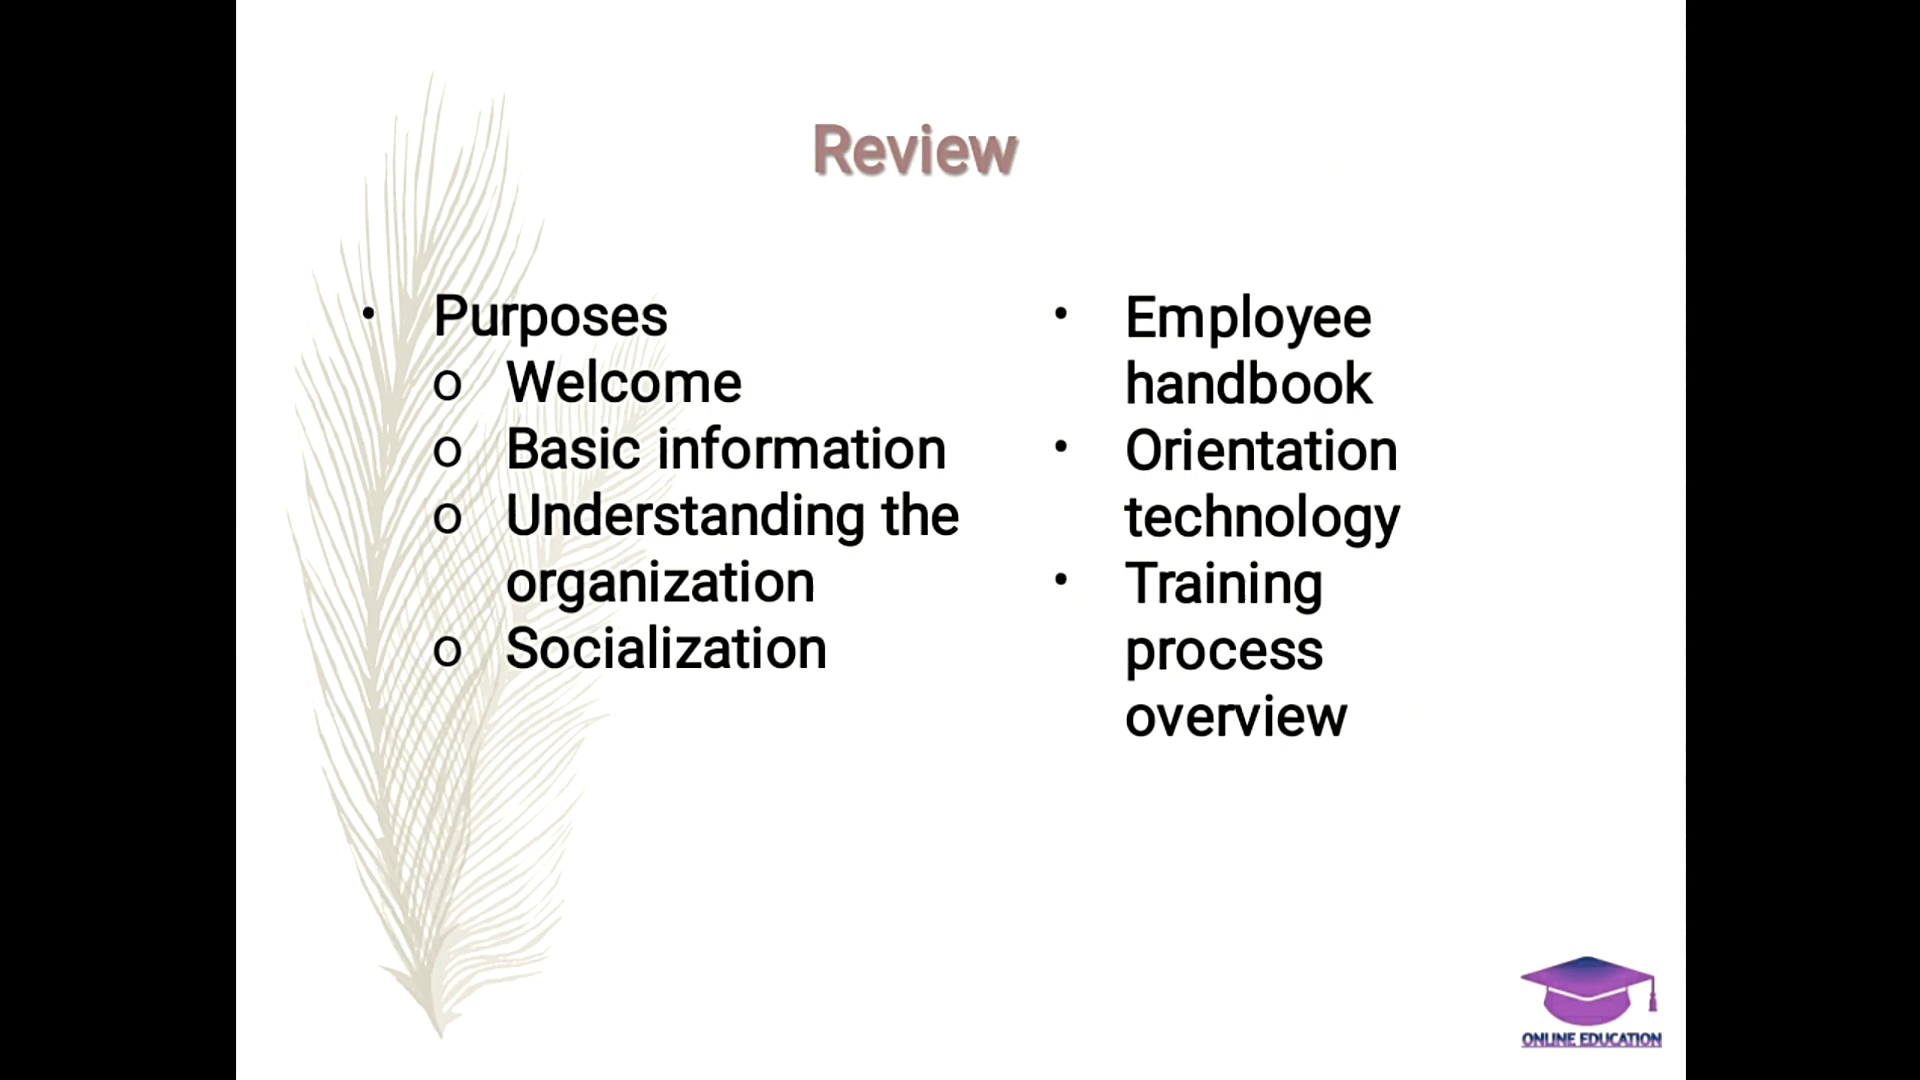 Review
• Purposes
o Welcome
o Basic information
o Understanding the
organization
o Socialization
• Employee
handbook
• Orientation
technology
• Training
process
overview
ONLINE EDUCATION